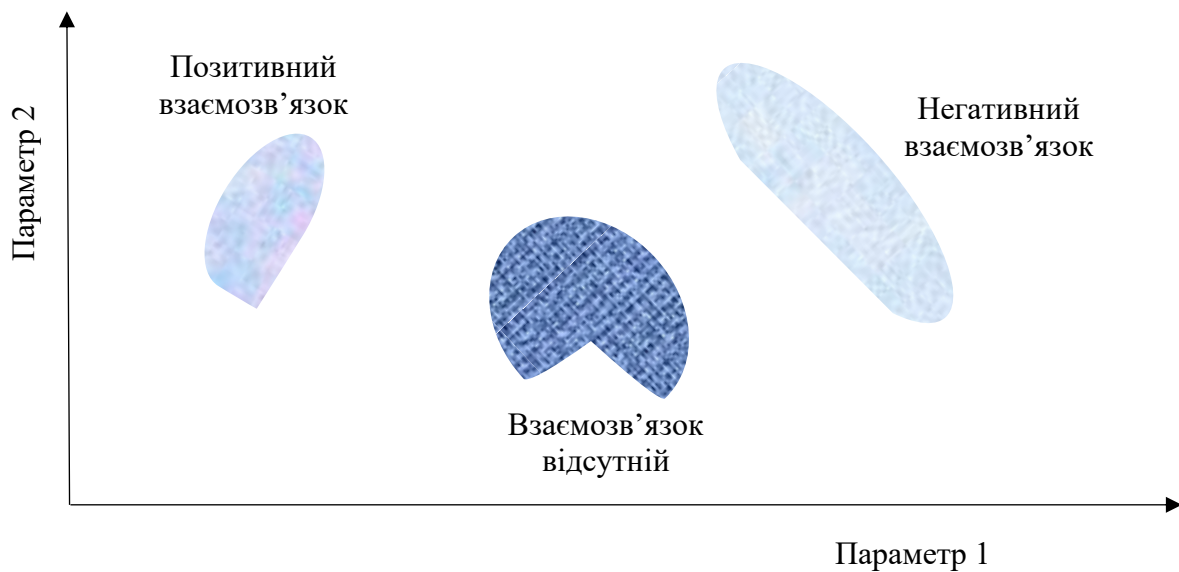 Позитивний
взаємозв’язок
Негативний
взаємозв’язок
Параметр 2
Взаємозв’язок
відсутній
Параметр 1